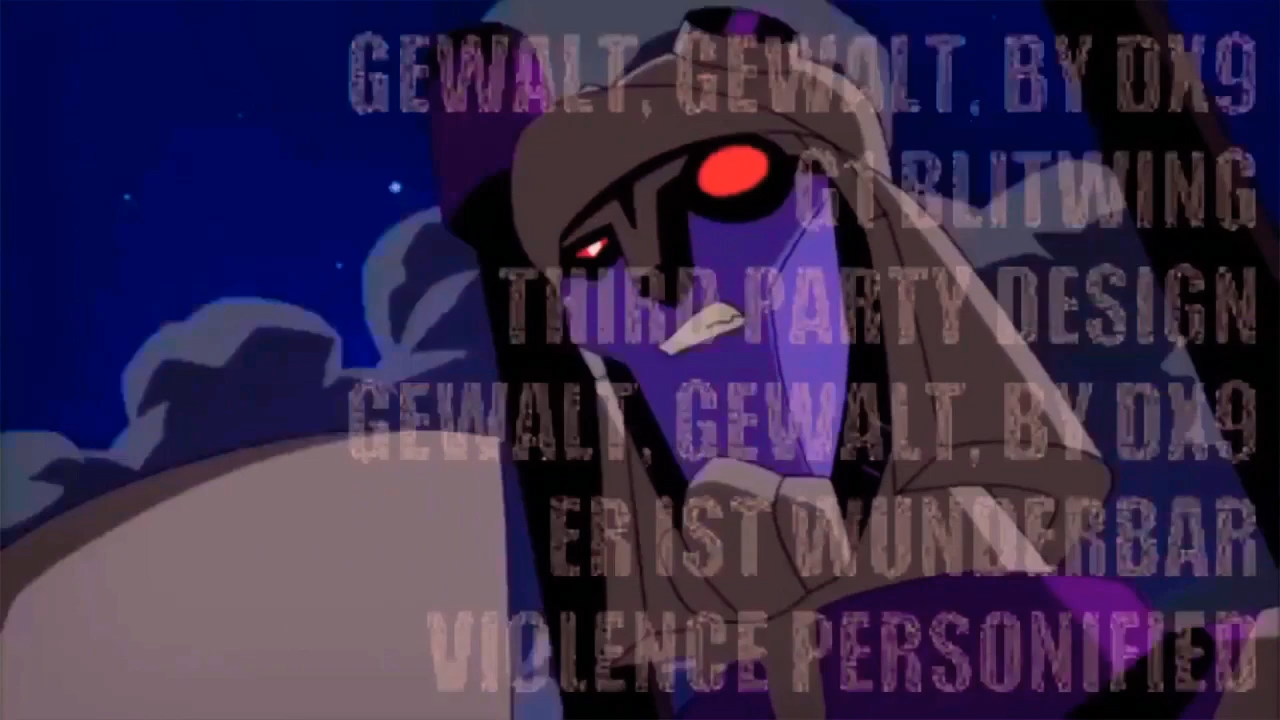 GEWALT, GEWALT, BY DX9
G1 BLITWING
THIRD PARTY DESIGN
GEWALT, GEWALT, BY DX9
ER IST WUNDERBAR
VIOLENCE PERSONIFIED